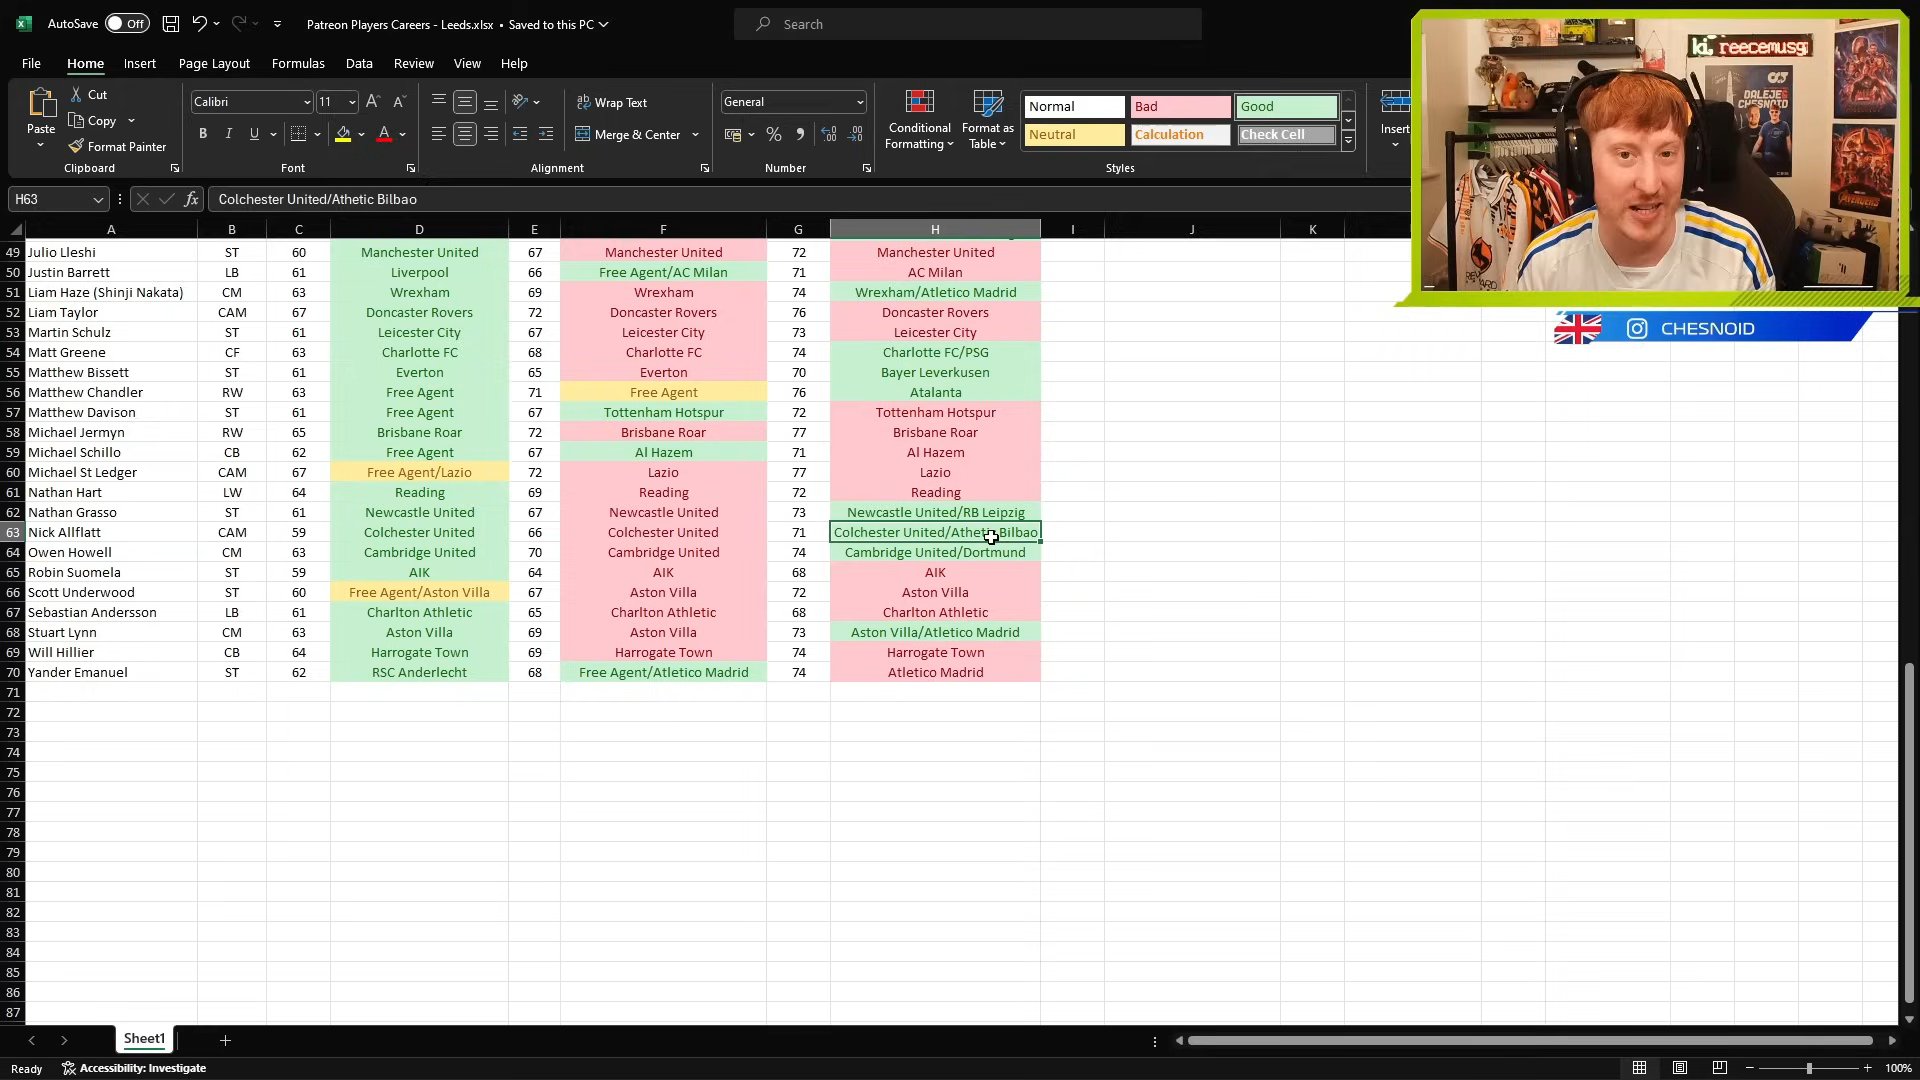 AutoSave Off Patreon Players Careers - Leeds.xlsx • Saved to this PC Search
File Home Insert Page Layout Formulas Data Review View Help
Paste Cut Copy Format Painter Clipboard
Calibri 11 B I U A Font
ab Wrap Text Merge & Center Alignment
General % Number
Conditional Formatting Format as Table Normal Bad Good Neutral Calculation Check Cell Styles
Insert
H63 fx Colchester United/Athetic Bilbao
A B C D E F G H I J K
49 Julio Lleshi ST 60 Manchester United 67 Manchester United 72 Manchester United
50 Justin Barrett LB 61 Liverpool 66 Free Agent/AC Milan 71 AC Milan
51 Liam Haze (Shinji Nakata) CM 63 Wrexham 69 Wrexham 74 Wrexham/Atletico Madrid
52 Liam Taylor CAM 67 Doncaster Rovers 72 Doncaster Rovers 76 Doncaster Rovers
53 Martin Schulz ST 61 Leicester City 67 Leicester City 73 Leicester City
54 Matt Greene CF 63 Charlotte FC 68 Charlotte FC 74 Charlotte FC/PSG
55 Matthew Bissett ST 61 Everton 65 Everton 70 Bayer Leverkusen
56 Matthew Chandler RW 63 Free Agent 71 Free Agent 76 Atalanta
57 Matthew Davison ST 61 Free Agent 67 Tottenham Hotspur 72 Tottenham Hotspur
58 Michael Jermyn RW 65 Brisbane Roar 72 Brisbane Roar 77 Brisbane Roar
59 Michael Schillo CB 62 Free Agent 67 Al Hazem 71 Al Hazem
60 Michael St Ledger CAM 67 Free Agent/Lazio 72 Lazio 77 Lazio
61 Nathan Hart LW 64 Reading 69 Reading 72 Reading
62 Nathan Grasso ST 61 Newcastle United 67 Newcastle United 73 Newcastle United/RB Leipzig
63 Nick Allflatt CAM 59 Colchester United 66 Colchester United 71 Colchester United/Athetic Bilbao
64 Owen Howell CM 63 Cambridge United 70 Cambridge United 74 Cambridge United/Dortmund
65 Robin Suomela ST 59 AIK 64 AIK 68 AIK
66 Scott Underwood ST 60 Free Agent/Aston Villa 67 Aston Villa 72 Aston Villa
67 Sebastian Andersson LB 61 Charlton Athletic 65 Charlton Athletic 68 Charlton Athletic
68 Stuart Lynn CM 63 Aston Villa 69 Aston Villa 73 Aston Villa/Atletico Madrid
69 Will Hillier CB 64 Harrogate Town 69 Harrogate Town 74 Harrogate Town
70 Yander Emanuel ST 62 RSC Anderlecht 68 Free Agent/Atletico Madrid 74 Atletico Madrid
71
72
73
74
75
76
77
78
79
80
81
82
83
84
85
86
87
Sheet1
Ready Accessibility: Investigate 100%
ki, reecemusg
CHESNOID